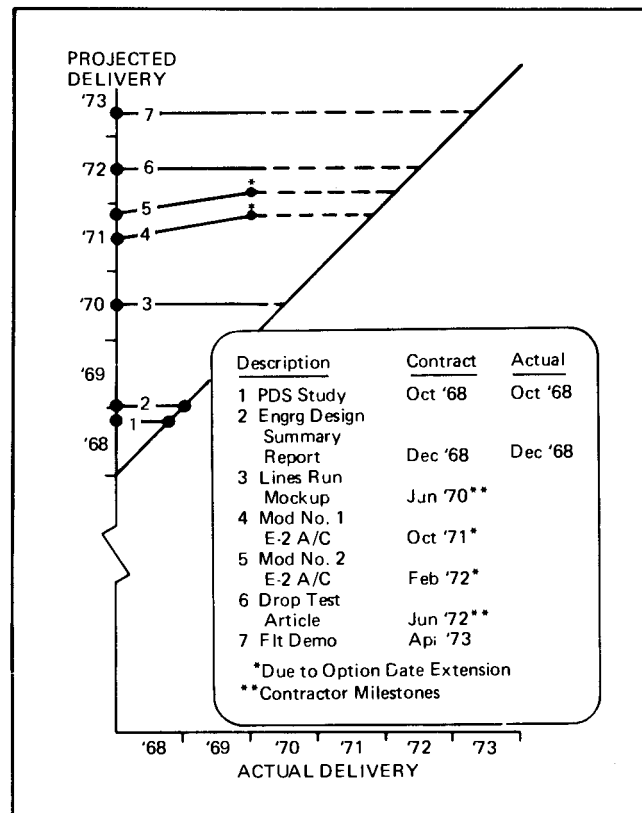 PROJECTED
DELIVERY
'73
7
'72
6
*
5
*
4
'71
'70
3
'69
2
1
'68
Description Contract Actual
1 PDS Study Oct '68 Oct '68
2 Engrg Design
Summary
Report Dec '68 Dec '68
3 Lines Run
Mockup Jun '70**
4 Mod No. 1
E-2 A/C Oct '71*
5 Mod No. 2
E-2 A/C Feb '72*
6 Drop Test
Article Jun '72**
7 Flt Demo Api '73
*Due to Option Date Extension
**Contractor Milestones
'68 '69 '70 '71 '72 '73
ACTUAL DELIVERY